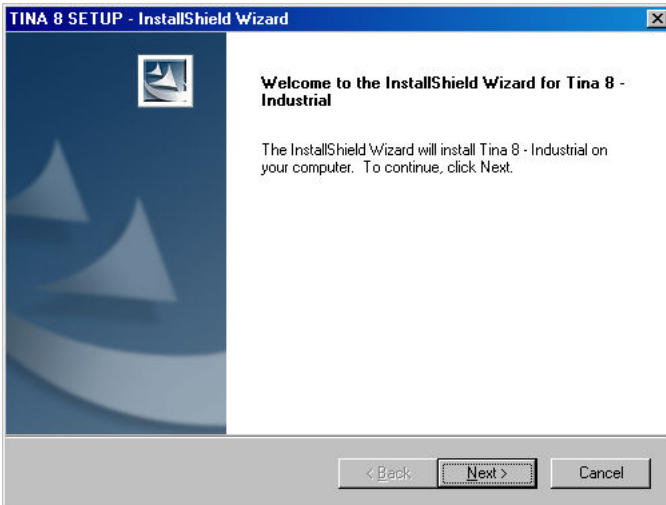 TINA 8 SETUP - InstallShield Wizard
Welcome to the InstallShield Wizard for Tina 8 -
Industrial
The InstallShield Wizard will install Tina 8 - Industrial on
your computer. To continue, click Next.
< Back
Next >
Cancel